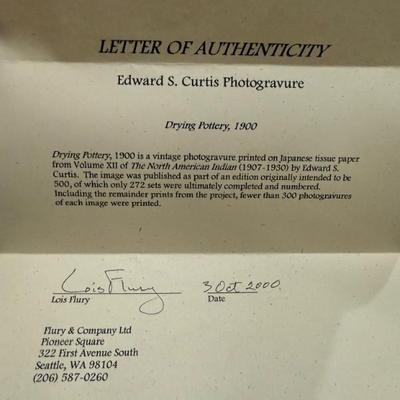 LETTER OF AUTHENTICITY
Edward S. Curtis Photogravure
Drying Pottery, 1900
Drying Pottery, 1900 is a vintage photogravure printed on Japanese tissue paper
from Volume XII of The North American Indian (1907-1930) by Edward S.
Curtis. The image was published as part of an edition originally intended to be
500, of which only 272 sets were ultimately completed and numbered.
Including the remainder prints from the project, fewer than 300 photogravures
of each image were printed.
Lois Flury 3 Oct 2000
Lois Flury Date
Flury & Company Ltd
Pioneer Square
322 First Avenue South
Seattle, WA 98104
(206) 587-0260